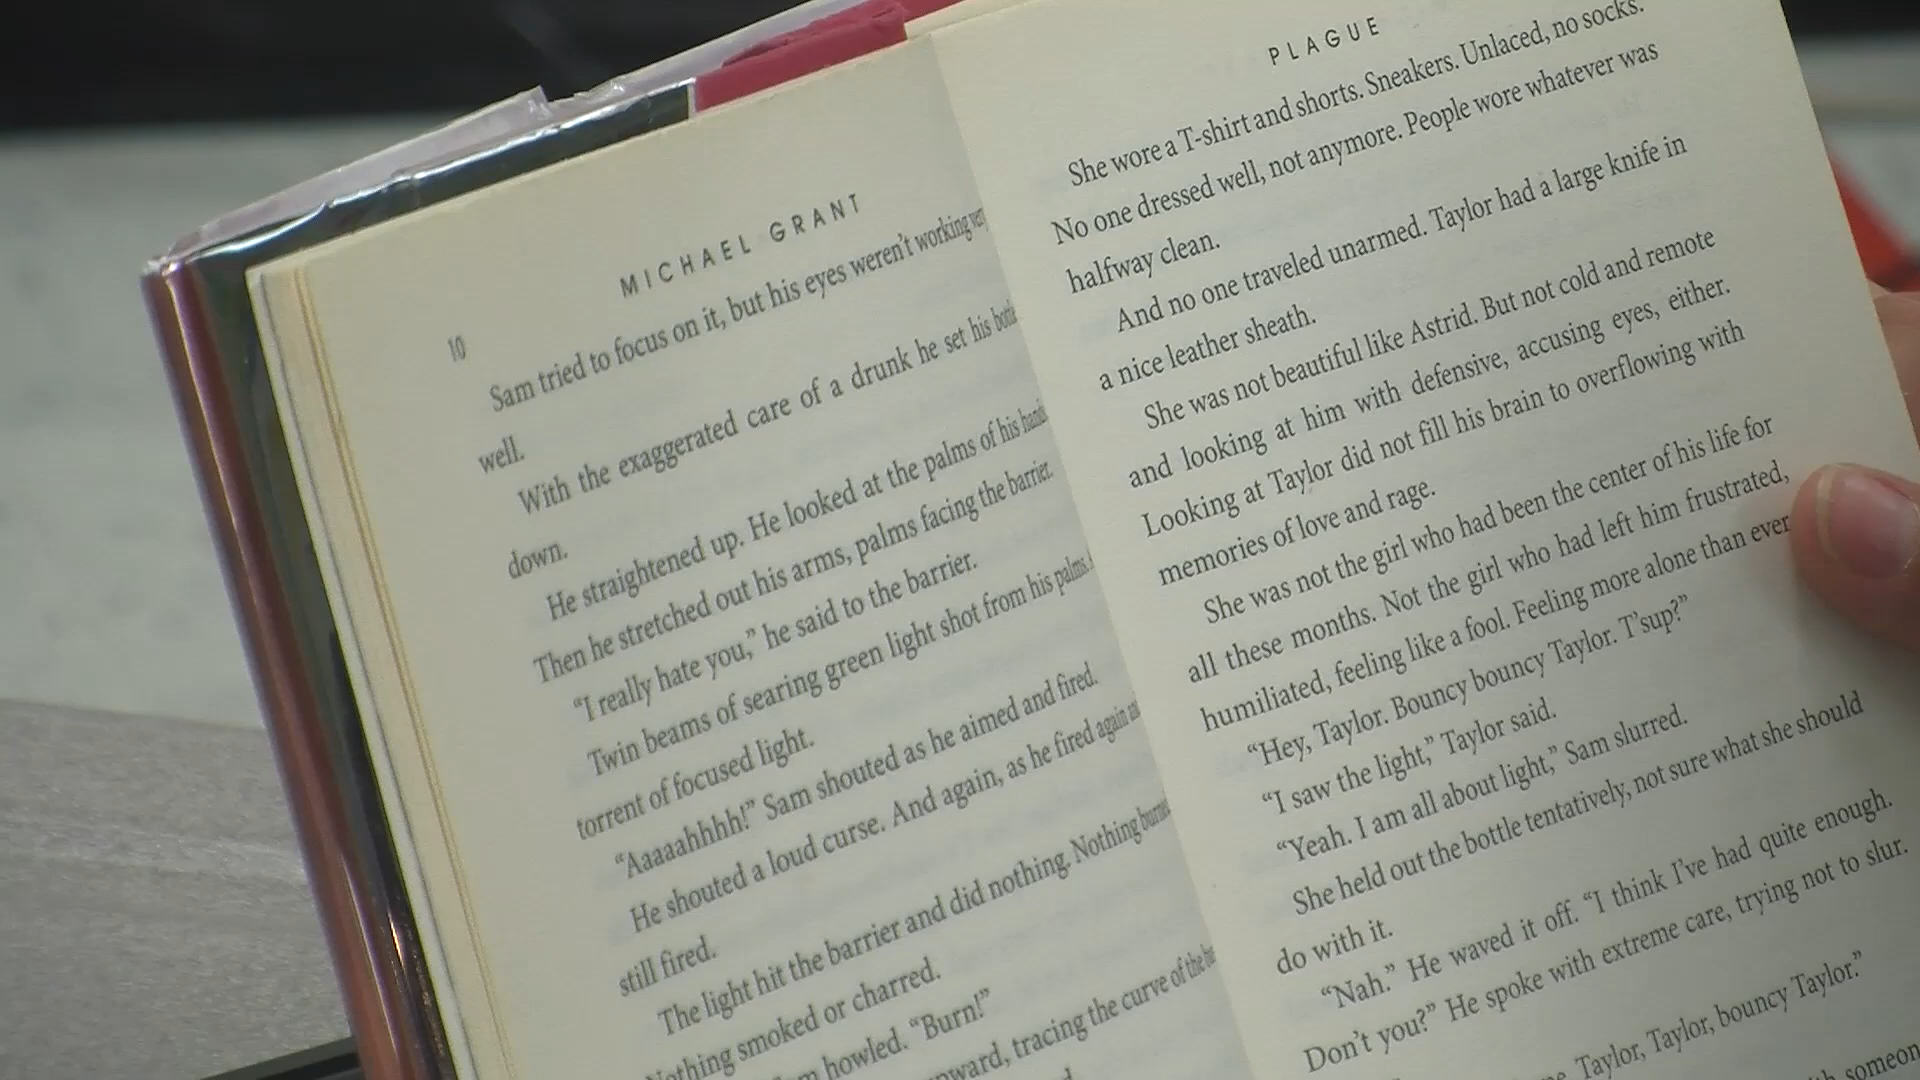 10
MICHAEL GRANT
Sam tried to focus on it, but his eyes weren't working very
well.
With the exaggerated care of a drunk he set his
down.
He straightened up. He looked at the palms of his
Then he stretched out his arms, palms facing the barrier.
“I really hate you,” he said to the barrier.
Twin beams of searing green light shot from his palms.
torrent of focused light.
“Aaaaahhhh!” Sam shouted as he aimed and fired.
He shouted a loud curse. And again, as he fired again
still fired.
The light hit the barrier and did nothing. Nothing
Nothing smoked or charred.
howled. “Burn!”
tracing the curve of the
PLAGUE
She wore a T-shirt and shorts. Sneakers. Unlaced, no socks.
No one dressed well, not anymore. People wore whatever was
halfway clean.
And no one traveled unarmed. Taylor had a large knife in
a nice leather sheath.
She was not beautiful like Astrid. But not cold and remote
and looking at him with defensive, accusing eyes, either.
Looking at Taylor did not fill his brain to overflowing with
memories of love and rage.
She was not the girl who had been the center of his life for
all these months. Not the girl who had left him frustrated,
humiliated, feeling like a fool. Feeling more alone than ever
“Hey, Taylor. Bouncy bouncy Taylor. T'sup?”
“I saw the light,” Taylor said.
“Yeah. I am all about light,” Sam slurred.
She held out the bottle tentatively, not sure what she should
do with it.
“Nah.” He waved it off. “I think I've had quite enough.
Don't you?” He spoke with extreme care, trying not to slur.
Taylor, Taylor, bouncy Taylor.”